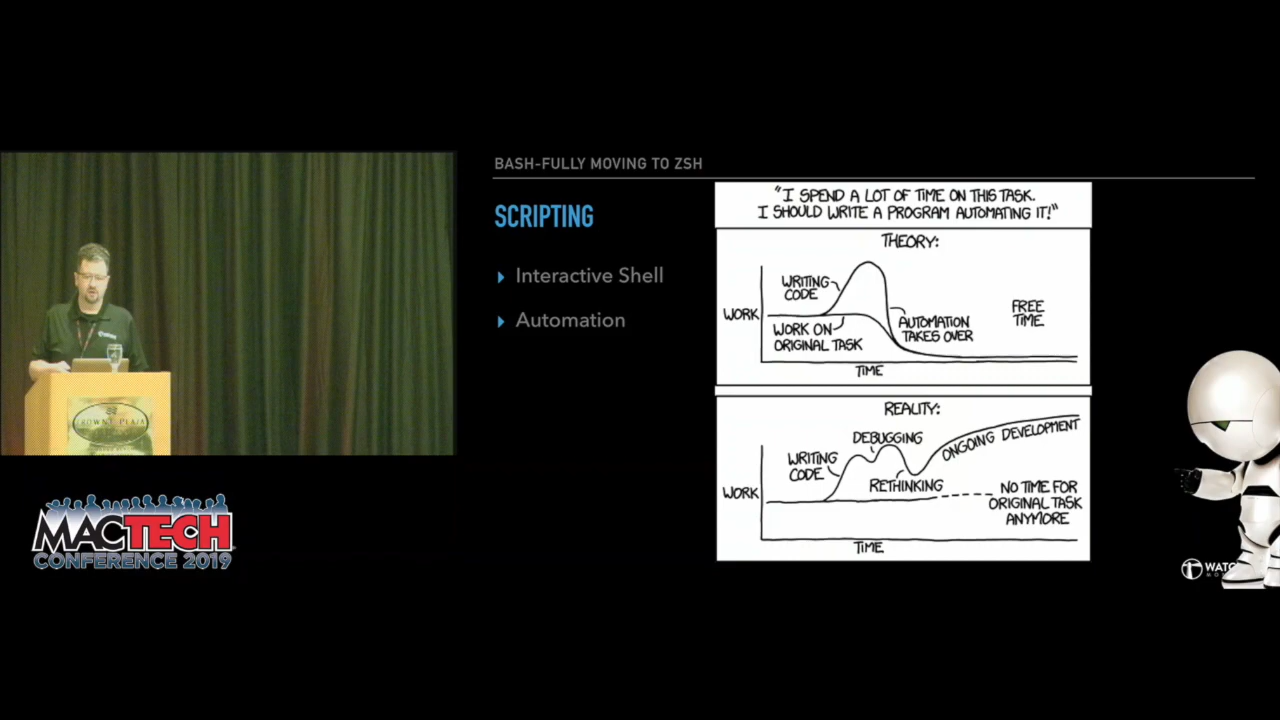 BASH-FULLY MOVING TO ZSH
SCRIPTING
Interactive Shell
Automation
"I SPEND A LOT OF TIME ON THIS TASK.
I SHOULD WRITE A PROGRAM AUTOMATING IT!"
THEORY:
WRITING
CODE
WORK
WORK ON
ORIGINAL TASK
AUTOMATION
TAKES OVER
FREE
TIME
TIME
REALITY:
WRITING
CODE
DEBUGGING
RETHINKING
ONGOING DEVELOPMENT
WORK
NO TIME FOR
ORIGINAL TASK
ANYMORE
TIME
CROWNE PLAZA
MACTECH
CONFERENCE 2019